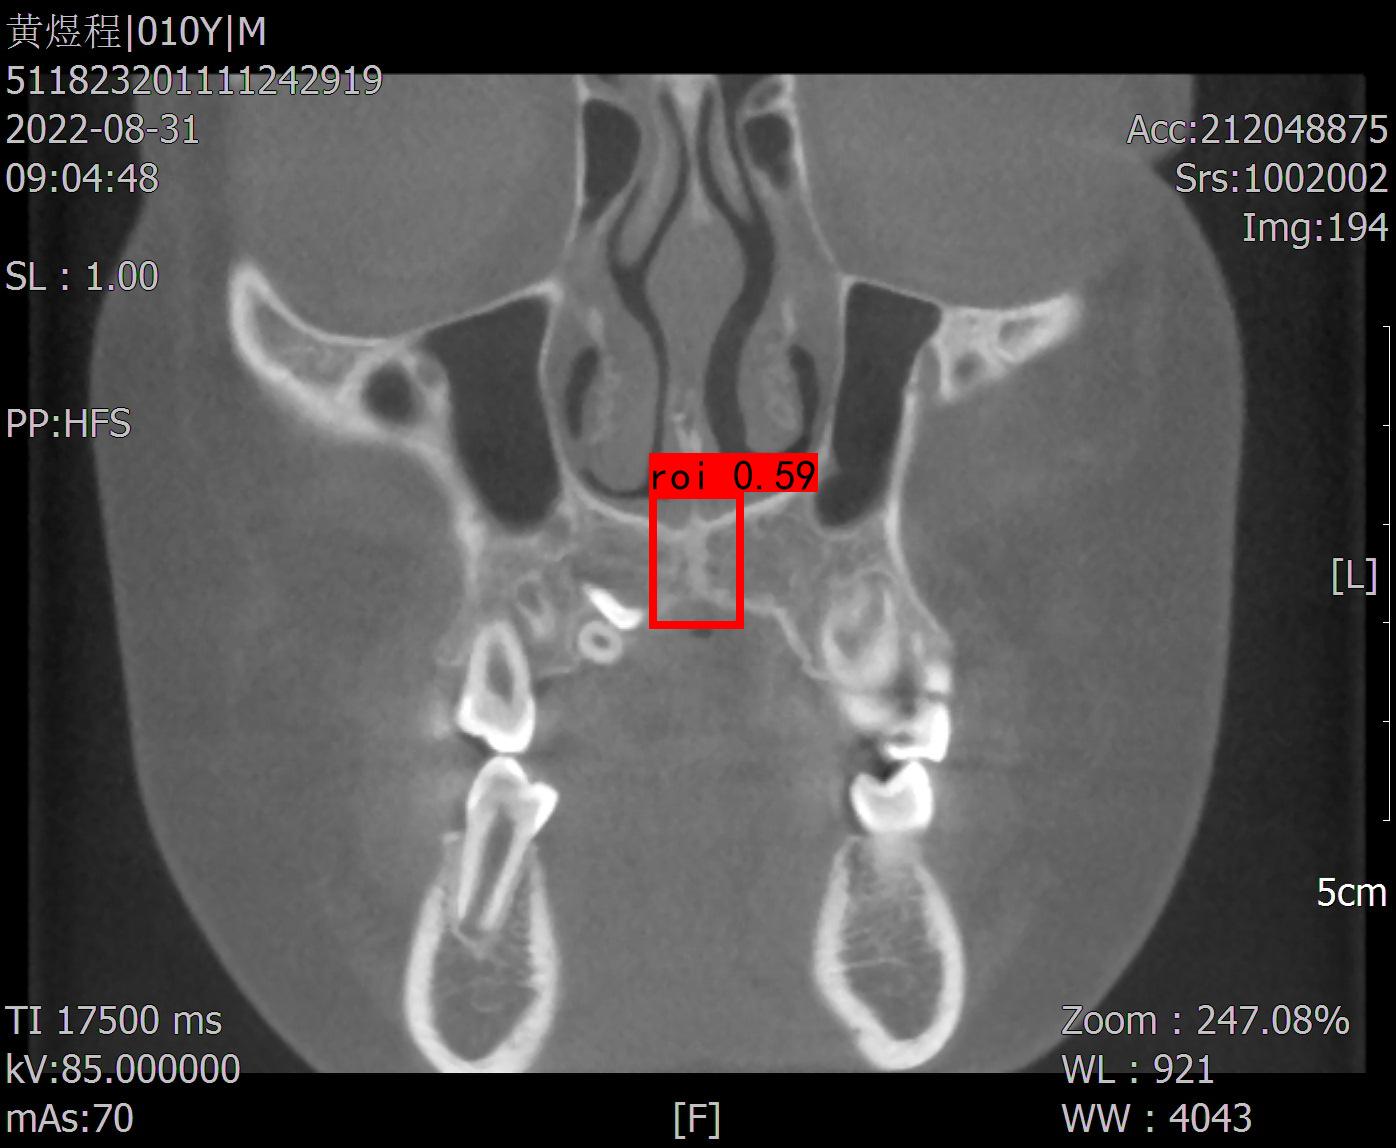 黄煜程|010Y|M
511823201111242919
2022-08-31
09:04:48
Acc:212048875
Srs:1002002
Img:194
SL : 1.00
PP:HFS
roi 0.59
[L]
5cm
TI 17500 ms
kV:85.000000
mAs:70
[F]
Zoom : 247.08%
WL : 921
WW : 4043